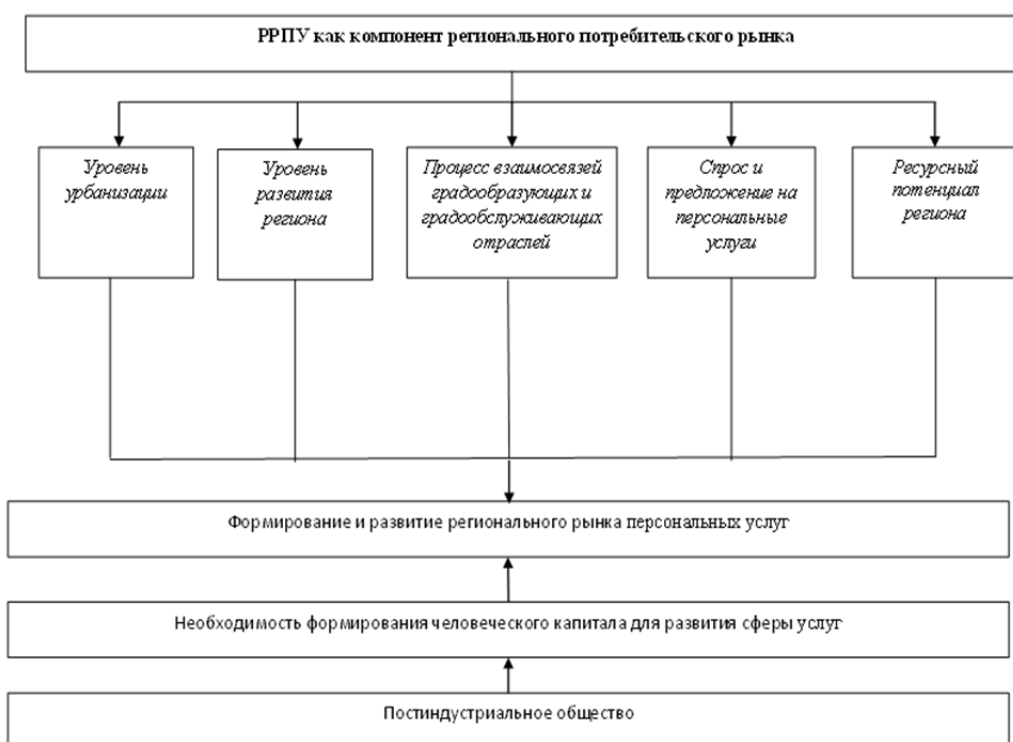 РРПУ как компонент регионального потребительского рынка
Уровень
урбанизации
Уровень
развития
региона
Процесс взаимосвязей
градообразующих и
градообслуживающих
отраслей
Спрос и
предложение на
персональные
услуги
Ресурсный
потенциал
региона
Формирование и развитие регионального рынка персональных услуг
Необходимость формирования человеческого капитала для развития сферы услуг
Постиндустриальное общество